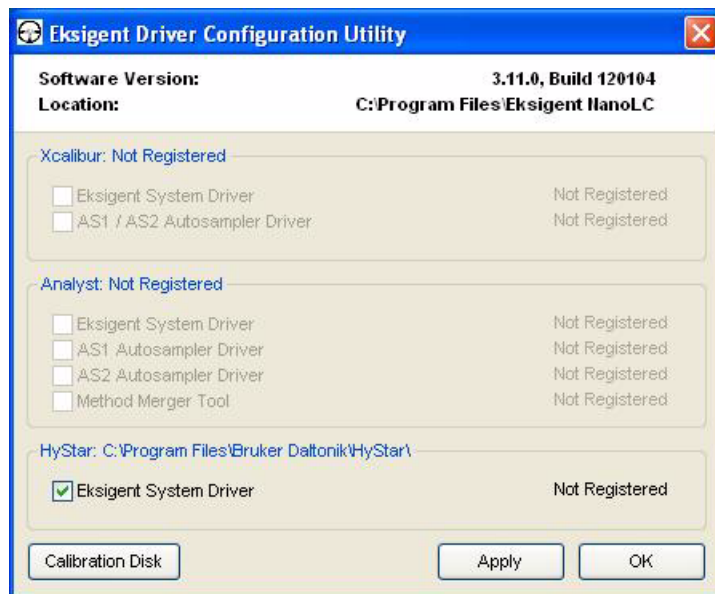 Eksigent Driver Configuration Utility
Software Version: 3.11.0, Build 120104
Location: C:\Program Files\Eksigent NanoLC
Xcalibur: Not Registered
Eksigent System Driver Not Registered
AS1 / AS2 Autosampler Driver Not Registered
Analyst: Not Registered
Eksigent System Driver Not Registered
AS1 Autosampler Driver Not Registered
AS2 Autosampler Driver Not Registered
Method Merger Tool Not Registered
HyStar: C:\Program Files\Bruker Daltonik\HyStar\
Eksigent System Driver Not Registered
Calibration Disk Apply OK